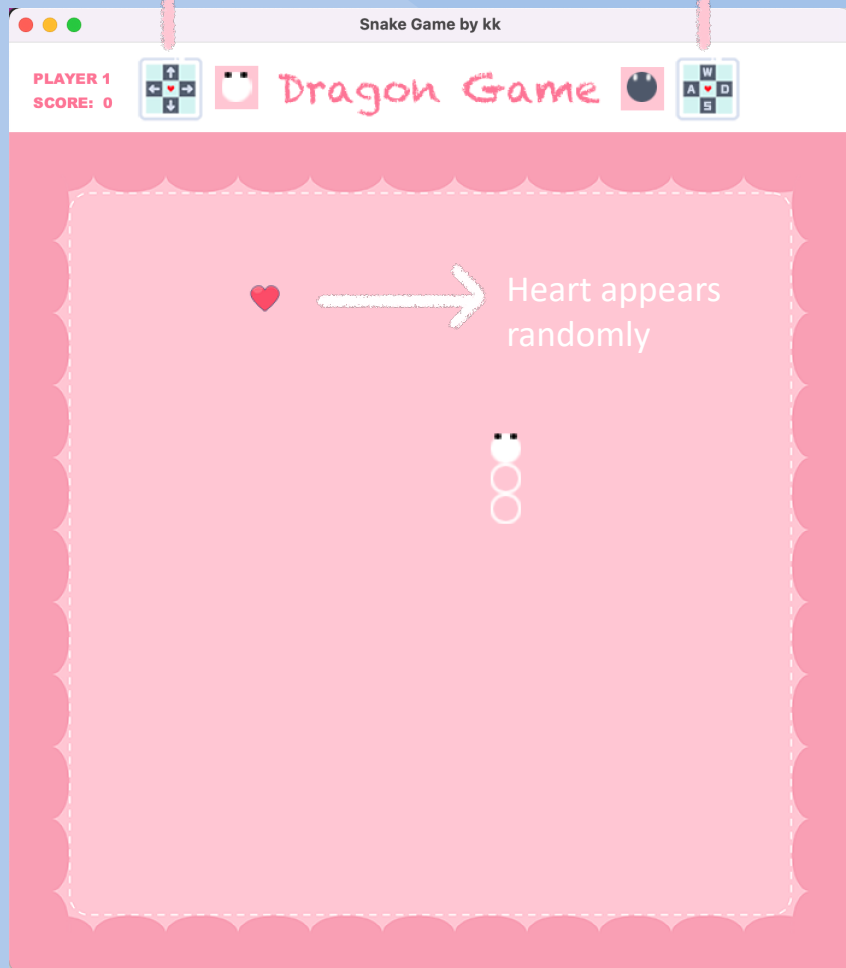 Snake Game by kk
PLAYER 1
SCORE: 0
Dragon Game
W
A D
S
Heart appears
randomly